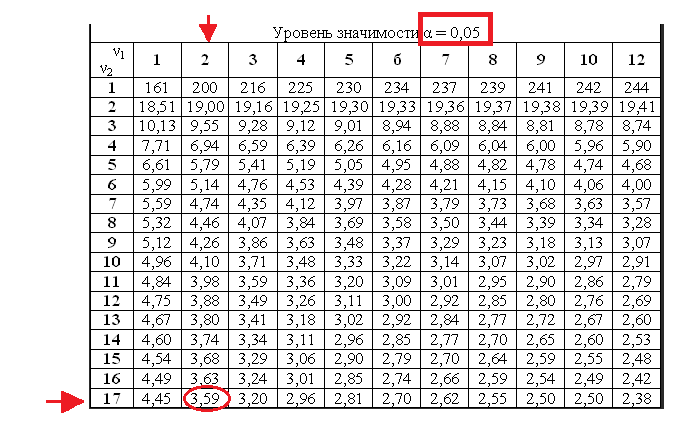 Уровень значимости α = 0,05
ν1 1 2 3 4 5 6 7 8 9 10 12
ν2
1 161 200 216 225 230 234 237 239 241 242 244
2 18,51 19,00 19,16 19,25 19,30 19,33 19,36 19,37 19,38 19,39 19,41
3 10,13 9,55 9,28 9,12 9,01 8,94 8,88 8,84 8,81 8,78 8,74
4 7,71 6,94 6,59 6,39 6,26 6,16 6,09 6,04 6,00 5,96 5,90
5 6,61 5,79 5,41 5,19 5,05 4,95 4,88 4,82 4,78 4,74 4,68
6 5,99 5,14 4,76 4,53 4,39 4,28 4,21 4,15 4,10 4,06 4,00
7 5,59 4,74 4,35 4,12 3,97 3,87 3,79 3,73 3,68 3,63 3,57
8 5,32 4,46 4,07 3,84 3,69 3,58 3,50 3,44 3,39 3,34 3,28
9 5,12 4,26 3,86 3,63 3,48 3,37 3,29 3,23 3,18 3,13 3,07
10 4,96 4,10 3,71 3,48 3,33 3,22 3,14 3,07 3,02 2,97 2,91
11 4,84 3,98 3,59 3,36 3,20 3,09 3,01 2,95 2,90 2,86 2,79
12 4,75 3,88 3,49 3,26 3,11 3,00 2,92 2,85 2,80 2,76 2,69
13 4,67 3,80 3,41 3,18 3,02 2,92 2,84 2,77 2,72 2,67 2,60
14 4,60 3,74 3,34 3,11 2,96 2,85 2,77 2,70 2,65 2,60 2,53
15 4,54 3,68 3,29 3,06 2,90 2,79 2,70 2,64 2,59 2,55 2,48
16 4,49 3,63 3,24 3,01 2,85 2,74 2,66 2,59 2,54 2,49 2,42
17 4,45 3,59 3,20 2,96 2,81 2,70 2,62 2,55 2,50 2,50 2,38